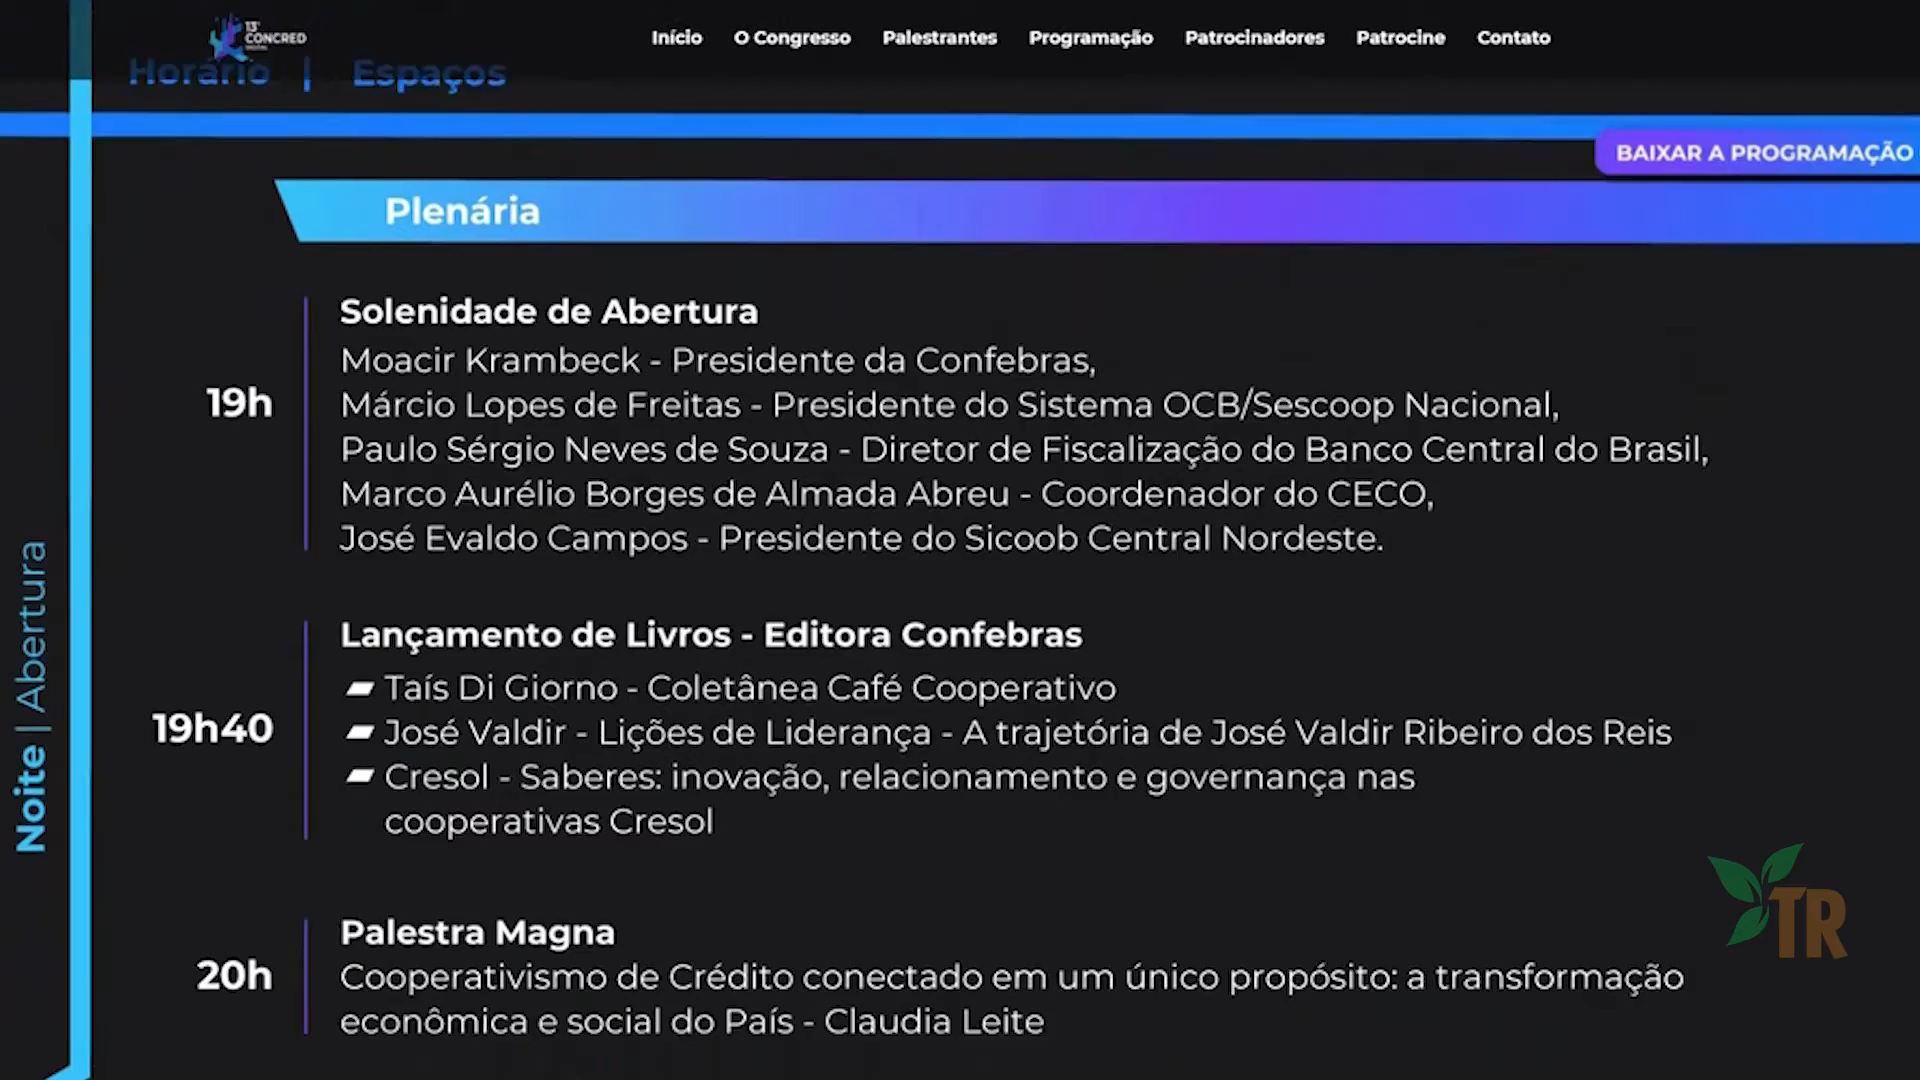 13º
CONCRED
DIGITAL
Início O Congresso Palestrantes Programação Patrocinadores Patrocine Contato
Horário | Espaços
BAIXAR A PROGRAMAÇÃO
Plenária
Noite | Abertura
19h
Solenidade de Abertura
Moacir Krambeck - Presidente da Confebras,
Márcio Lopes de Freitas - Presidente do Sistema OCB/Sescoop Nacional,
Paulo Sérgio Neves de Souza - Diretor de Fiscalização do Banco Central do Brasil,
Marco Aurélio Borges de Almada Abreu - Coordenador do CECO,
José Evaldo Campos - Presidente do Sicoob Central Nordeste.
19h40
Lançamento de Livros - Editora Confebras
Taís Di Giorno - Coletânea Café Cooperativo
José Valdir - Lições de Liderança - A trajetória de José Valdir Ribeiro dos Reis
Cresol - Saberes: inovação, relacionamento e governança nas
cooperativas Cresol
20h
Palestra Magna
Cooperativismo de Crédito conectado em um único propósito: a transformação
econômica e social do País - Claudia Leite
TR